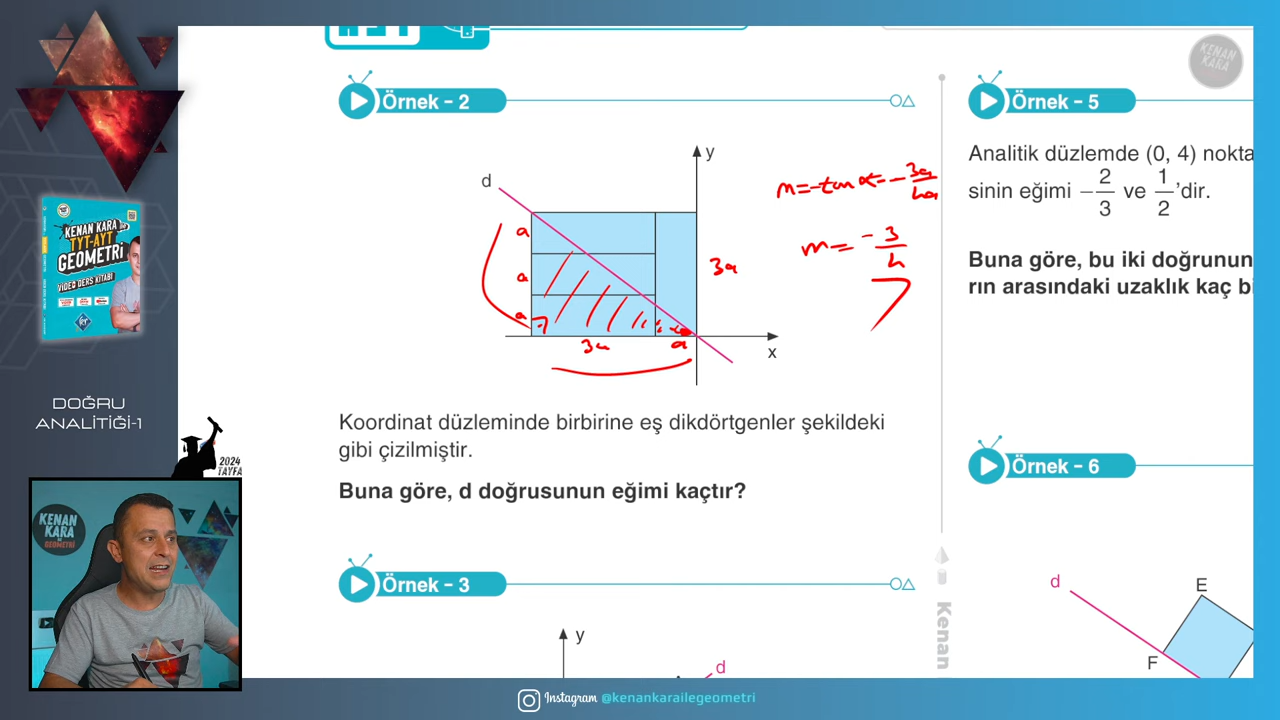 KENAN
KARA
Örnek - 2
d
y
a
a
a
3a
3a
a
x
m=-tanα=-3a/4a
m=-3/4
Koordinat düzleminde birbirine eş dikdörtgenler şekildeki
gibi çizilmiştir.
Buna göre, d doğrusunun eğimi kaçtır?
Örnek - 3
y
d
Örnek - 5
Analitik düzlemde (0, 4) nokta
sinin eğimi -2/3 ve 1/2'dir.
Buna göre, bu iki doğrunun
rın arasındaki uzaklık kaç bi
Örnek - 6
d
E
F
Kenan
KENAN KARA
TYT-AYT
GEOMETRİ
VİDEO DERS KİTABI
DOĞRU
ANALİTİĞİ-1
2024
TAYFA
KENAN
KARA
GEOMETRİ
Instagram @kenankarailegeometri